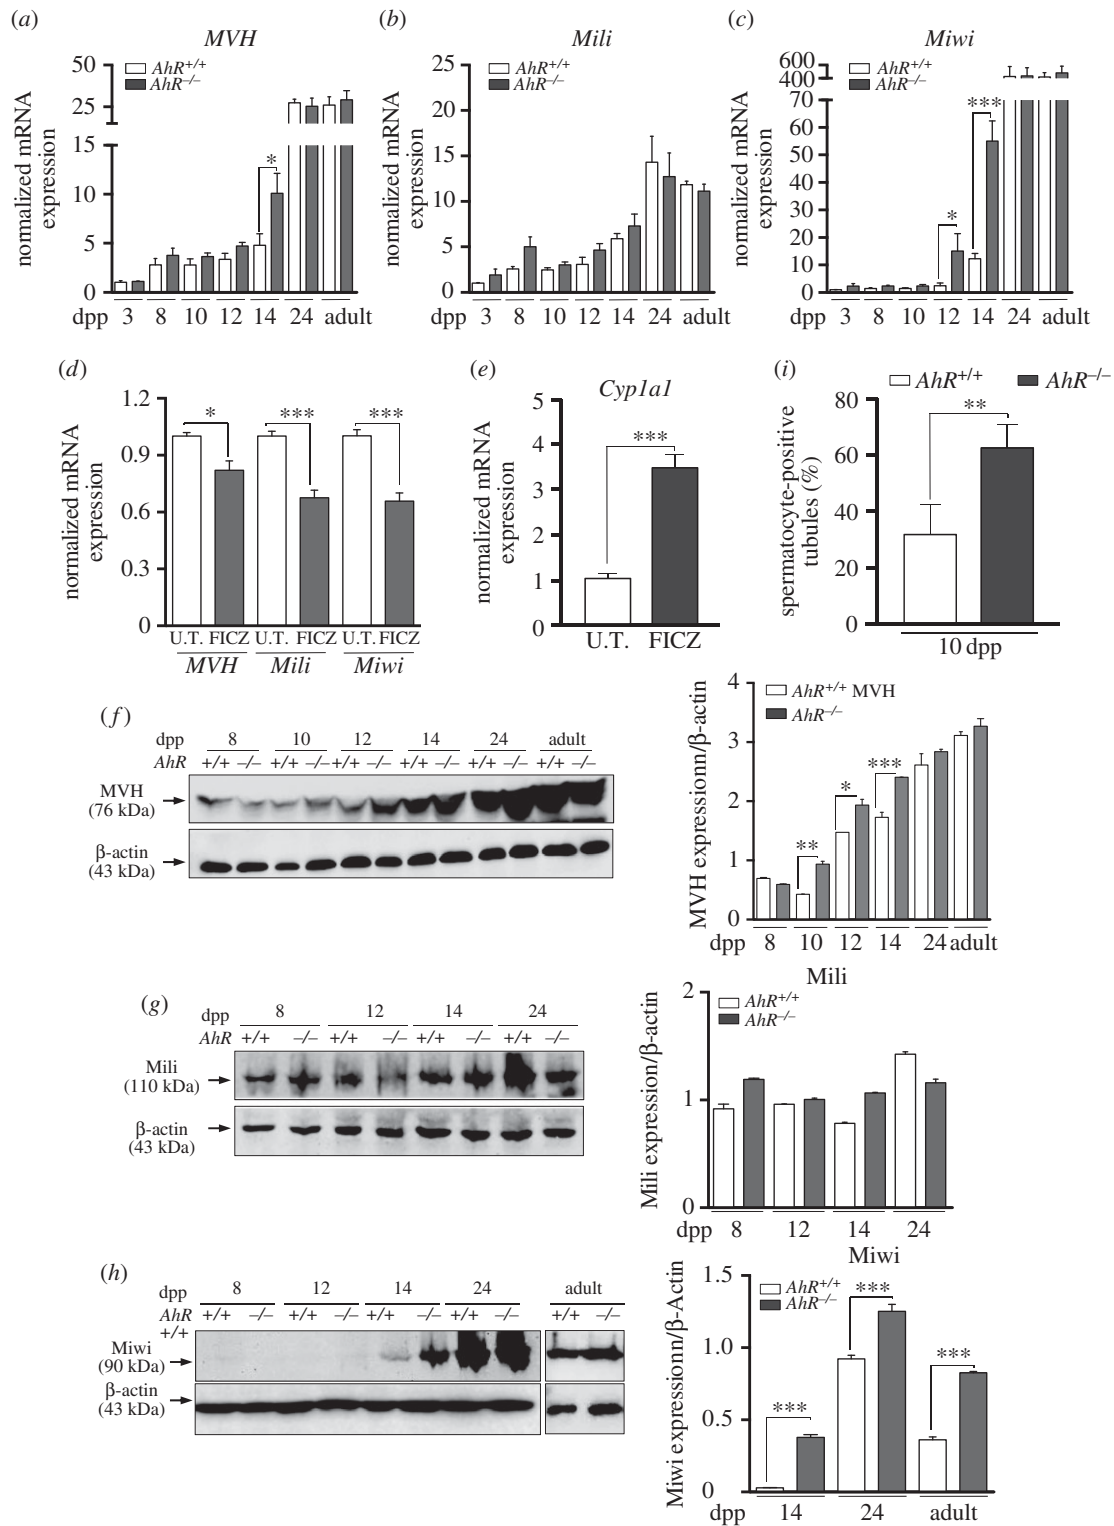 (a)
MVH
50
25
15
10
5
0
normalized mRNA
expression
AhR+/+
AhR–/–
*
dpp 3 8 10 12 14 24 adult
(b)
Mili
25
20
15
10
5
0
normalized mRNA
expression
dpp 3 8 10 12 14 24 adult
(c)
Miwi
600
400
70
60
50
40
30
20
10
0
normalized mRNA
expression
AhR+/+
AhR–/–
*
***
dpp 3 8 10 12 14 24 adult
(d)
1.2
0.9
0.6
0.3
0
normalized mRNA
expression
* *** ***
U.T. FICZ U.T. FICZ U.T. FICZ
MVH Mili Miwi
(e)
Cyp1a1
5
4
3
2
1
0
normalized mRNA
expression
***
U.T. FICZ
(i)
AhR+/+ AhR–/–
80
60
40
20
0
spermatocyte-positive
tubules (%)
**
10 dpp
(f)
dpp 8 10 12 14 24 adult
AhR +/+ –/– +/+ –/– +/+ –/– +/+ –/– +/+ –/– +/+ –/–
MVH
(76 kDa)
β-actin
(43 kDa)
4
3
2
1
0
MVH expressionn/β-actin
AhR+/+ MVH
AhR–/–
** * ***
dpp 8 10 12 14 24 adult
(g)
dpp 8 12 14 24
AhR +/+ –/– +/+ –/– +/+ –/– +/+ –/–
Mili
(110 kDa)
β-actin
(43 kDa)
Mili
2
1
0
Mili expression/β-actin
AhR+/+
AhR–/–
dpp 8 12 14 24
(h)
dpp 8 12 14 24 adult
AhR +/+ –/– +/+ –/– +/+ –/– +/+ –/– +/+ –/–
+/+
Miwi
(90 kDa)
β-actin
(43 kDa)
Miwi
1.5
1.0
0.5
0
Miwi expressionn/β-Actin
AhR+/+
AhR–/–
*** *** ***
dpp 14 24 adult